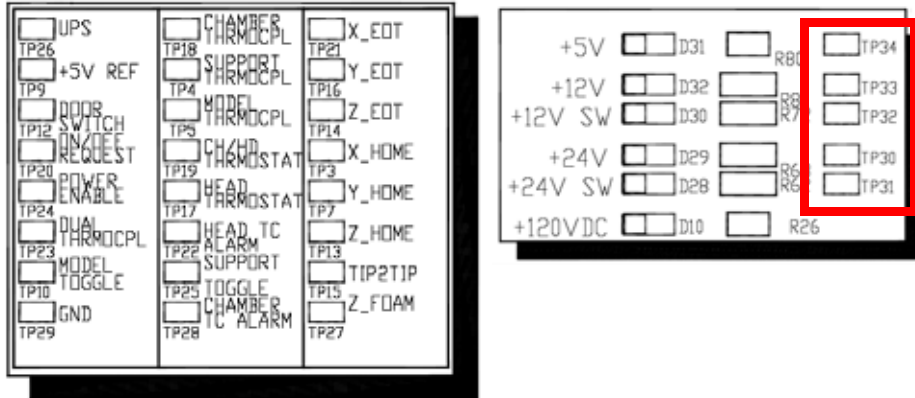 UPS
TP26
+5V REF
TP9
DOOR
SWITCH
TP12
ON/OFF
REQUEST
TP20
POWER
ENABLE
TP24
DUAL
THRMOCPL
TP23
MODEL
TOGGLE
TP10
GND
TP29
CHAMBER
THRMOCPL
TP18
SUPPORT
THRMOCPL
TP4
MODEL
THRMOCPL
TP5
CH/HD
THRMOSTAT
TP19
HEAD
THRMOSTAT
TP17
HEAD TC
ALARM
TP22
SUPPORT
TOGGLE
TP25
CHAMBER
TC ALARM
TP28
X_EOT
TP21
Y_EOT
TP16
Z_EOT
TP14
X_HOME
TP3
Y_HOME
TP7
Z_HOME
TP13
TIP2TIP
TP15
Z_FOAM
TP27
+5V D31 R80 TP34
+12V D32 TP33
+12V SW D30 TP32
+24V D29 TP30
+24V SW D28 TP31
+120VDC D10 R26